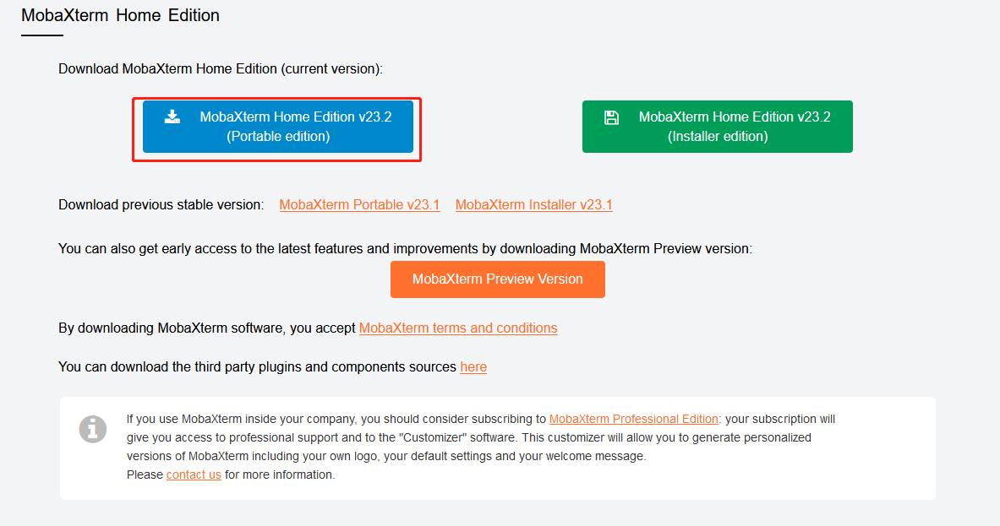 MobaXterm Home Edition
Download MobaXterm Home Edition (current version):
MobaXterm Home Edition v23.2
(Portable edition)
MobaXterm Home Edition v23.2
(Installer edition)
Download previous stable version: MobaXterm Portable v23.1 MobaXterm Installer v23.1
You can also get early access to the latest features and improvements by downloading MobaXterm Preview version:
MobaXterm Preview Version
By downloading MobaXterm software, you accept MobaXterm terms and conditions
You can download the third party plugins and components sources here
If you use MobaXterm inside your company, you should consider subscribing to MobaXterm Professional Edition: your subscription will
give you access to professional support and to the "Customizer" software. This customizer will allow you to generate personalized
versions of MobaXterm including your own logo, your default settings and your welcome message.
Please contact us for more information.